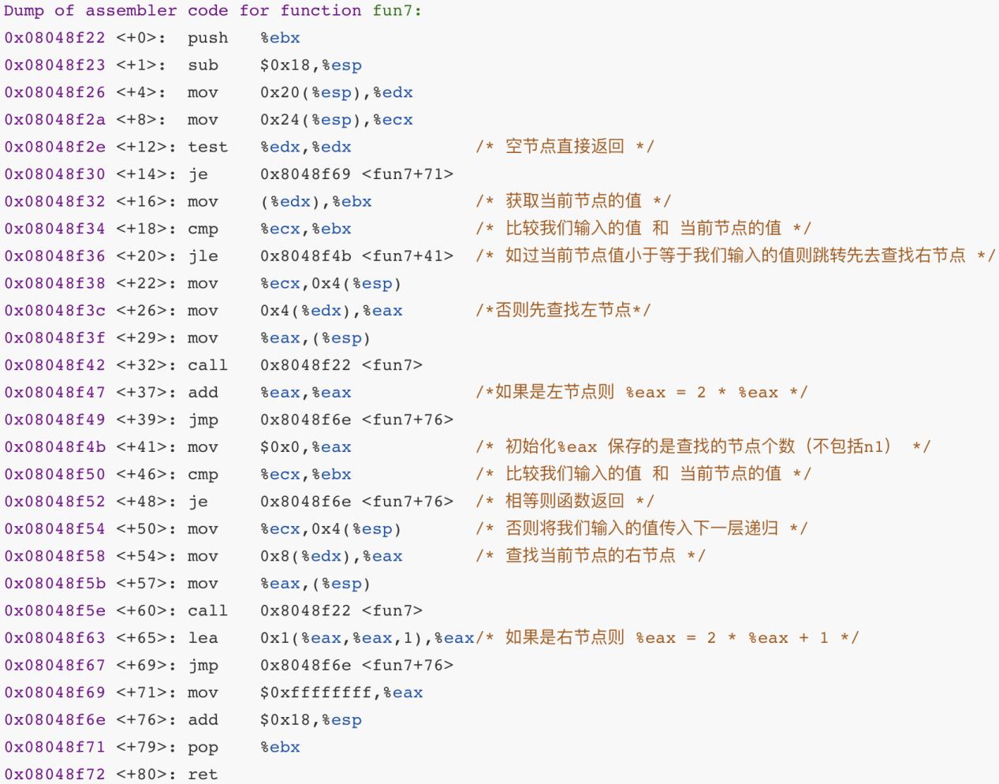 Dump of assembler code for function fun7:
0x08048f22 <+0>: push %ebx
0x08048f23 <+1>: sub $0x18,%esp
0x08048f26 <+4>: mov 0x20(%esp),%edx
0x08048f2a <+8>: mov 0x24(%esp),%ecx
0x08048f2e <+12>: test %edx,%edx /* 空节点直接返回 */
0x08048f30 <+14>: je 0x8048f69 <fun7+71>
0x08048f32 <+16>: mov (%edx),%ebx /* 获取当前节点的值 */
0x08048f34 <+18>: cmp %ecx,%ebx /* 比较我们输入的值 和 当前节点的值 */
0x08048f36 <+20>: jle 0x8048f4b <fun7+41> /* 如过当前节点值小于等于我们输入的值则跳转先去查找右节点 */
0x08048f38 <+22>: mov %ecx,0x4(%esp)
0x08048f3c <+26>: mov 0x4(%edx),%eax /*否则先查找左节点*/
0x08048f3f <+29>: mov %eax,(%esp)
0x08048f42 <+32>: call 0x8048f22 <fun7>
0x08048f47 <+37>: add %eax,%eax /*如果是左节点则 %eax = 2 * %eax */
0x08048f49 <+39>: jmp 0x8048f6e <fun7+76>
0x08048f4b <+41>: mov $0x0,%eax /* 初始化%eax 保存的是查找的节点个数（不包括n1） */
0x08048f50 <+46>: cmp %ecx,%ebx /* 比较我们输入的值 和 当前节点的值 */
0x08048f52 <+48>: je 0x8048f6e <fun7+76> /* 相等则函数返回 */
0x08048f54 <+50>: mov %ecx,0x4(%esp) /* 否则将我们输入的值传入下一层递归 */
0x08048f58 <+54>: mov 0x8(%edx),%eax /* 查找当前节点的右节点 */
0x08048f5b <+57>: mov %eax,(%esp)
0x08048f5e <+60>: call 0x8048f22 <fun7>
0x08048f63 <+65>: lea 0x1(%eax,%eax,1),%eax/* 如果是右节点则 %eax = 2 * %eax + 1 */
0x08048f67 <+69>: jmp 0x8048f6e <fun7+76>
0x08048f69 <+71>: mov $0xffffffff,%eax
0x08048f6e <+76>: add $0x18,%esp
0x08048f71 <+79>: pop %ebx
0x08048f72 <+80>: ret